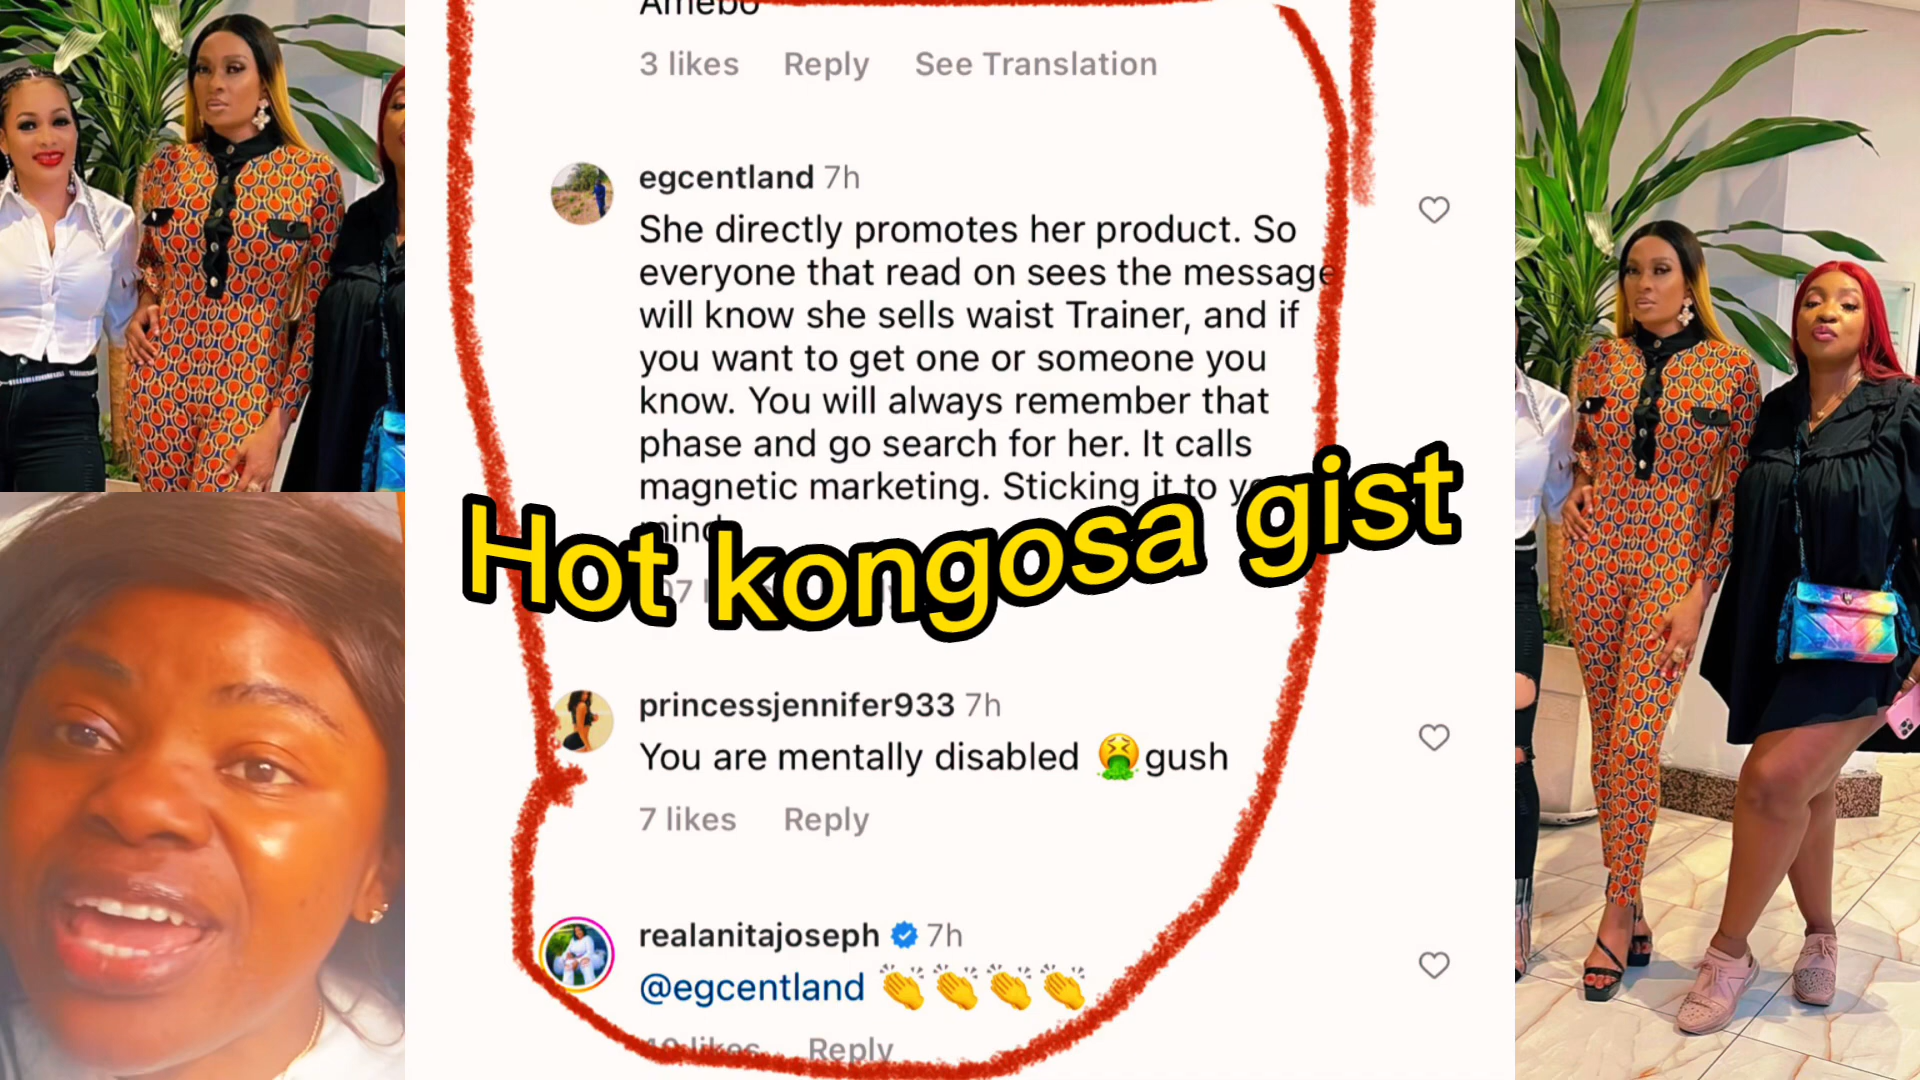 Amebo
3 likes Reply See Translation
egcentland 7h
She directly promotes her product. So
everyone that read on sees the message
will know she sells waist Trainer, and if
you want to get one or someone you
know. You will always remember that
phase and go search for her. It calls
magnetic marketing. Sticking it to
mind
Hot kongosa gist
princessjennifer933 7h
You are mentally disabled 🤮gush
7 likes Reply
realanitajoseph 7h
@egcentland 👏👏👏👏
likes Reply